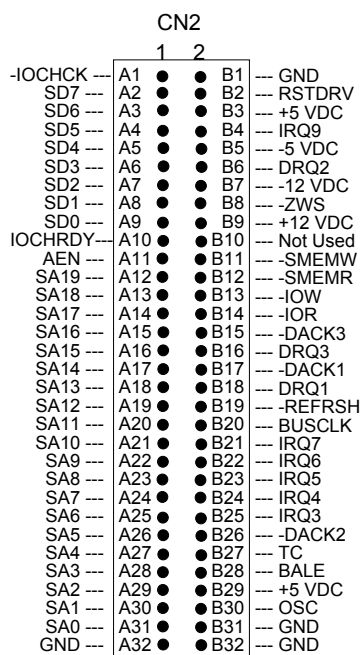 CN2
1 2
-IOCHCK --- A1 B1 --- GND
SD7 --- A2 B2 --- RSTDRV
SD6 --- A3 B3 --- +5 VDC
SD5 --- A4 B4 --- IRQ9
SD4 --- A5 B5 --- -5 VDC
SD3 --- A6 B6 --- DRQ2
SD2 --- A7 B7 --- -12 VDC
SD1 --- A8 B8 --- -ZWS
SD0 --- A9 B9 --- +12 VDC
IOCHRDY--- A10 B10 --- Not Used
AEN --- A11 B11 --- -SMEMW
SA19 --- A12 B12 --- -SMEMR
SA18 --- A13 B13 --- -IOW
SA17 --- A14 B14 --- -IOR
SA16 --- A15 B15 --- -DACK3
SA15 --- A16 B16 --- DRQ3
SA14 --- A17 B17 --- -DACK1
SA13 --- A18 B18 --- DRQ1
SA12 --- A19 B19 --- -REFRSH
SA11 --- A20 B20 --- BUSCLK
SA10 --- A21 B21 --- IRQ7
SA9 --- A22 B22 --- IRQ6
SA8 --- A23 B23 --- IRQ5
SA7 --- A24 B24 --- IRQ4
SA6 --- A25 B25 --- IRQ3
SA5 --- A26 B26 --- -DACK2
SA4 --- A27 B27 --- TC
SA3 --- A28 B28 --- BALE
SA2 --- A29 B29 --- +5 VDC
SA1 --- A30 B30 --- OSC
SA0 --- A31 B31 --- GND
GND --- A32 B32 --- GND